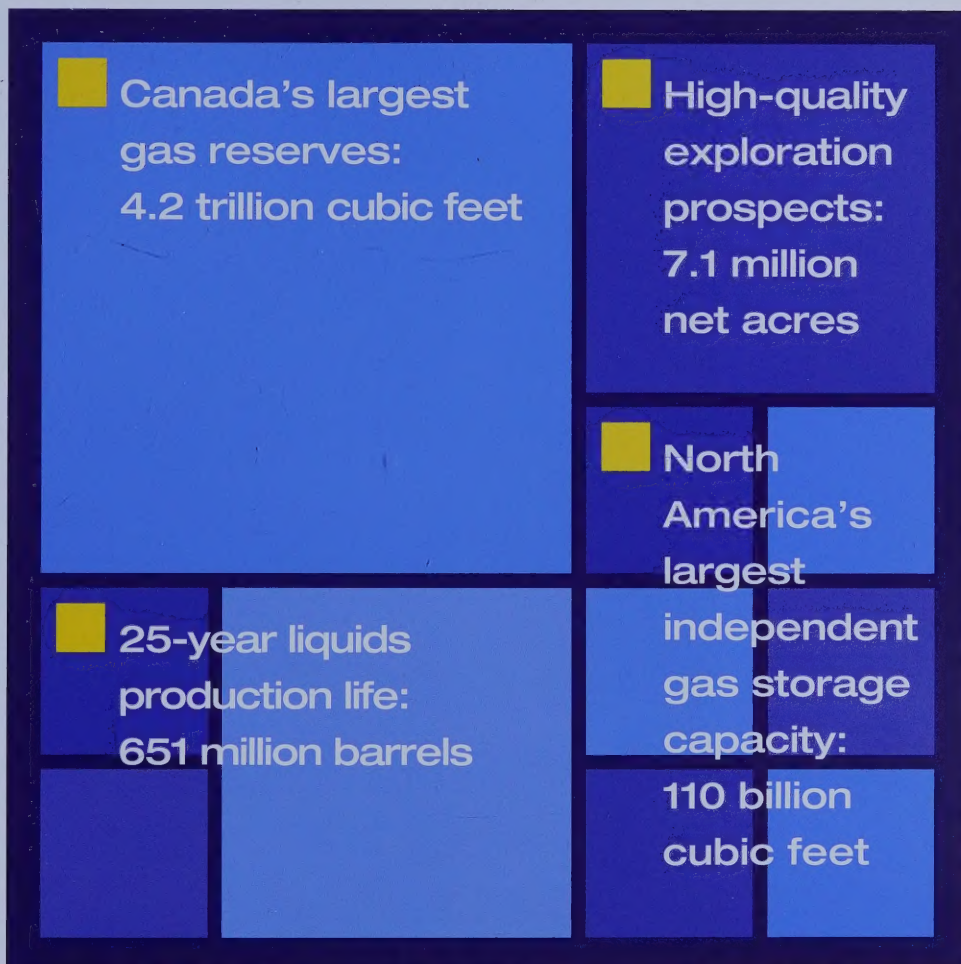 Canada's largest
gas reserves:
4.2 trillion cubic feet
High-quality
exploration
prospects:
7.1 million
net acres
25-year liquids
production life:
651 million barrels
North
America's
largest
independent
gas storage
capacity:
110 billion
cubic feet